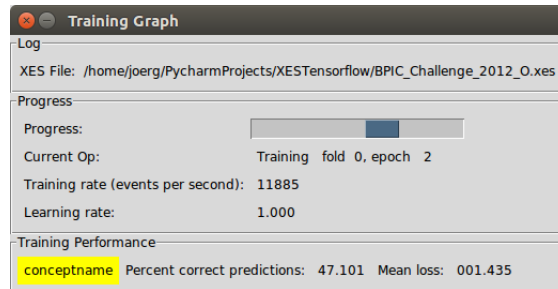 Training Graph
Log
XES File: /home/joerg/PycharmProjects/XESTensorflow/BPIC_Challenge_2012_O.xes
Progress
Progress:
Current Op: Training fold 0, epoch 2
Training rate (events per second): 11885
Learning rate: 1.000
Training Performance
conceptname Percent correct predictions: 47.101 Mean loss: 001.435